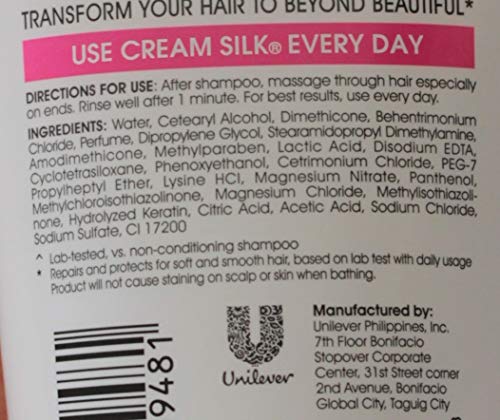 TRANSFORM YOUR HAIR TO BEYOND BEAUTIFUL*
USE CREAM SILK® EVERY DAY
DIRECTIONS FOR USE: After shampoo, massage through hair especially
on ends. Rinse well after 1 minute. For best results, use every day.
INGREDIENTS: Water, Cetearyl Alcohol, Dimethicone, Behentrimonium
Chloride, Perfume, Dipropylene Glycol, Stearamidopropyl Dimethylamine,
Amodimethicone, Methylparaben, Lactic Acid, Disodium EDTA,
Cyclotetrasiloxane, Phenoxyethanol, Cetrimonium Chloride, PEG-7
Propylheptyl Ether, Lysine HCl, Magnesium Nitrate, Panthenol,
Methylchloroisothiazolinone, Magnesium Chloride, Methylisothiazoli-
none, Hydrolyzed Keratin, Citric Acid, Acetic Acid, Sodium Chloride,
Sodium Sulfate, CI 17200
^ Lab-tested, vs. non-conditioning shampoo
* Repairs and protects for soft and smooth hair, based on lab test with daily usage
Product will not cause staining on scalp or skin when bathing.
Manufactured by:
Unilever Philippines, Inc.
7th Floor Bonifacio
Stopover Corporate
Center, 31st Street corner
2nd Avenue, Bonifacio
Global City, Taguig City
Unilever
9481